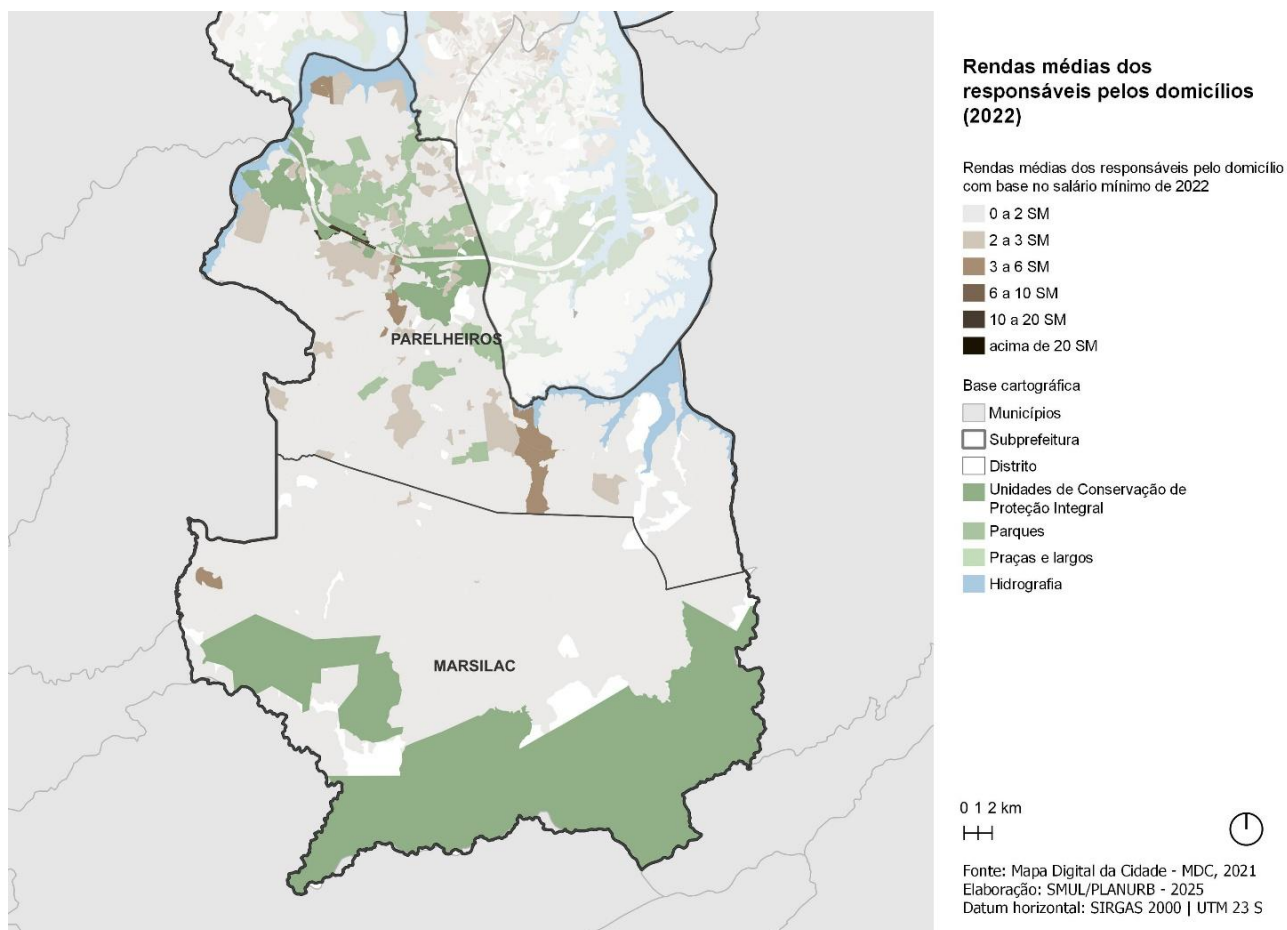 PARELHEIROS
MARSILAC
Rendas médias dos
responsáveis pelos domicílios
(2022)
Rendas médias dos responsáveis pelo domicílio
com base no salário mínimo de 2022
0 a 2 SM
2 a 3 SM
3 a 6 SM
6 a 10 SM
10 a 20 SM
acima de 20 SM
Base cartográfica
Municípios
Subprefeitura
Distrito
Unidades de Conservação de
Proteção Integral
Parques
Praças e largos
Hidrografia
0 1 2 km
Fonte: Mapa Digital da Cidade - MDC, 2021
Elaboração: SMUL/PLANURB - 2025
Datum horizontal: SIRGAS 2000 | UTM 23 S